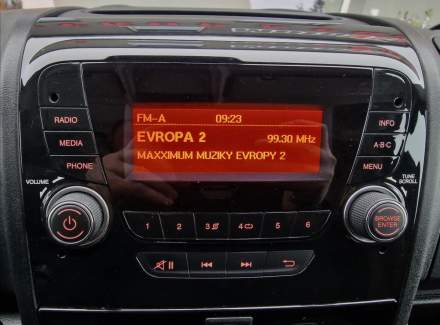 FM-A 09:23
EVROPA 2 99.30 MHz
MAXXIMUM MUZIKY EVROPY 2
RADIO
MEDIA
PHONE
INFO
A-B-C
MENU
VOLUME
TUNE
SCROLL
BROWSE
ENTER
1 2 3 4 5 6